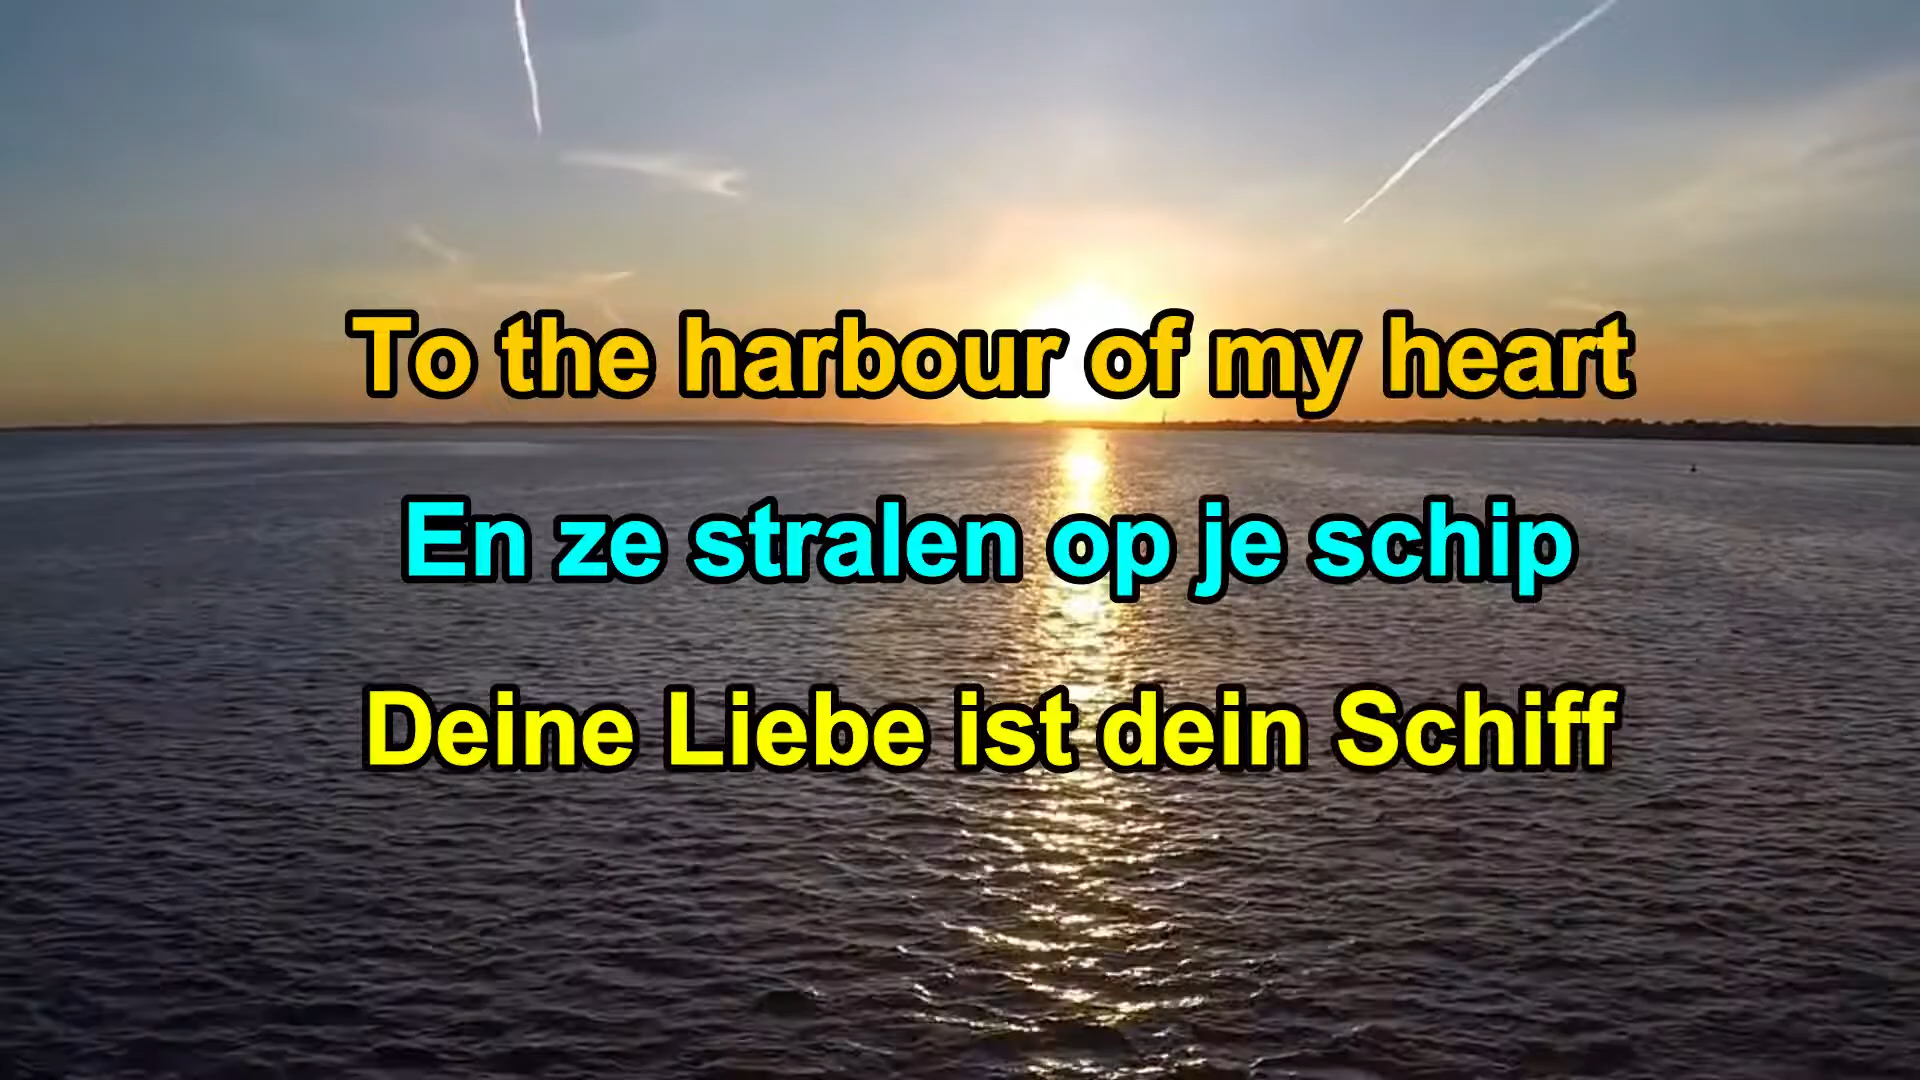 To the harbour of my heart
En ze stralen op je schip
Deine Liebe ist dein Schiff